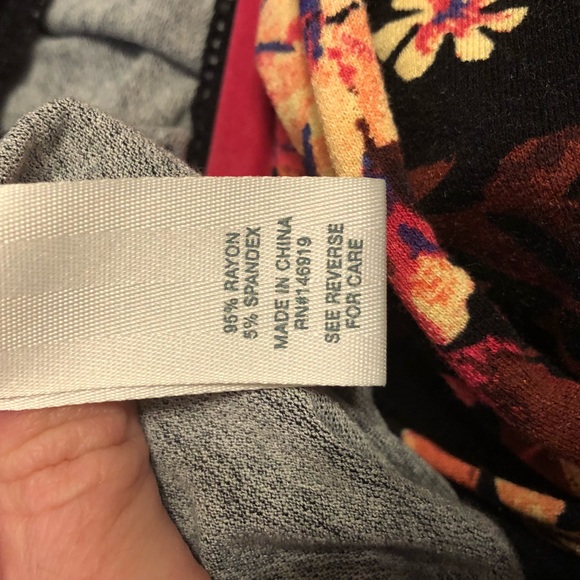 95% RAYON
5% SPANDEX
MADE IN CHINA
RN#146919
SEE REVERSE
FOR CARE